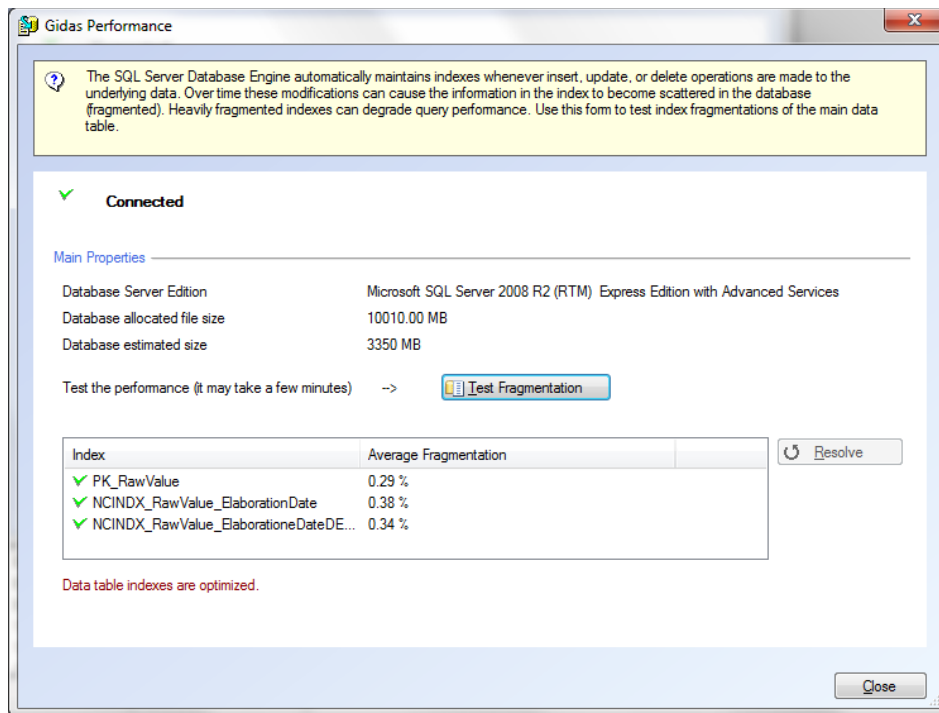 Gidas Performance
The SQL Server Database Engine automatically maintains indexes whenever insert, update, or delete operations are made to the
underlying data. Over time these modifications can cause the information in the index to become scattered in the database
(fragmented). Heavily fragmented indexes can degrade query performance. Use this form to test index fragmentations of the main data
table.
Connected
Main Properties
Database Server Edition Microsoft SQL Server 2008 R2 (RTM) Express Edition with Advanced Services
Database allocated file size 10010.00 MB
Database estimated size 3350 MB
Test the performance (it may take a few minutes) --> Test Fragmentation
Index Average Fragmentation Resolve
PK_RawValue 0.29 %
NCINDX_RawValue_ElaborationDate 0.38 %
NCINDX_RawValue_ElaborationeDateDE... 0.34 %
Data table indexes are optimized.
Close